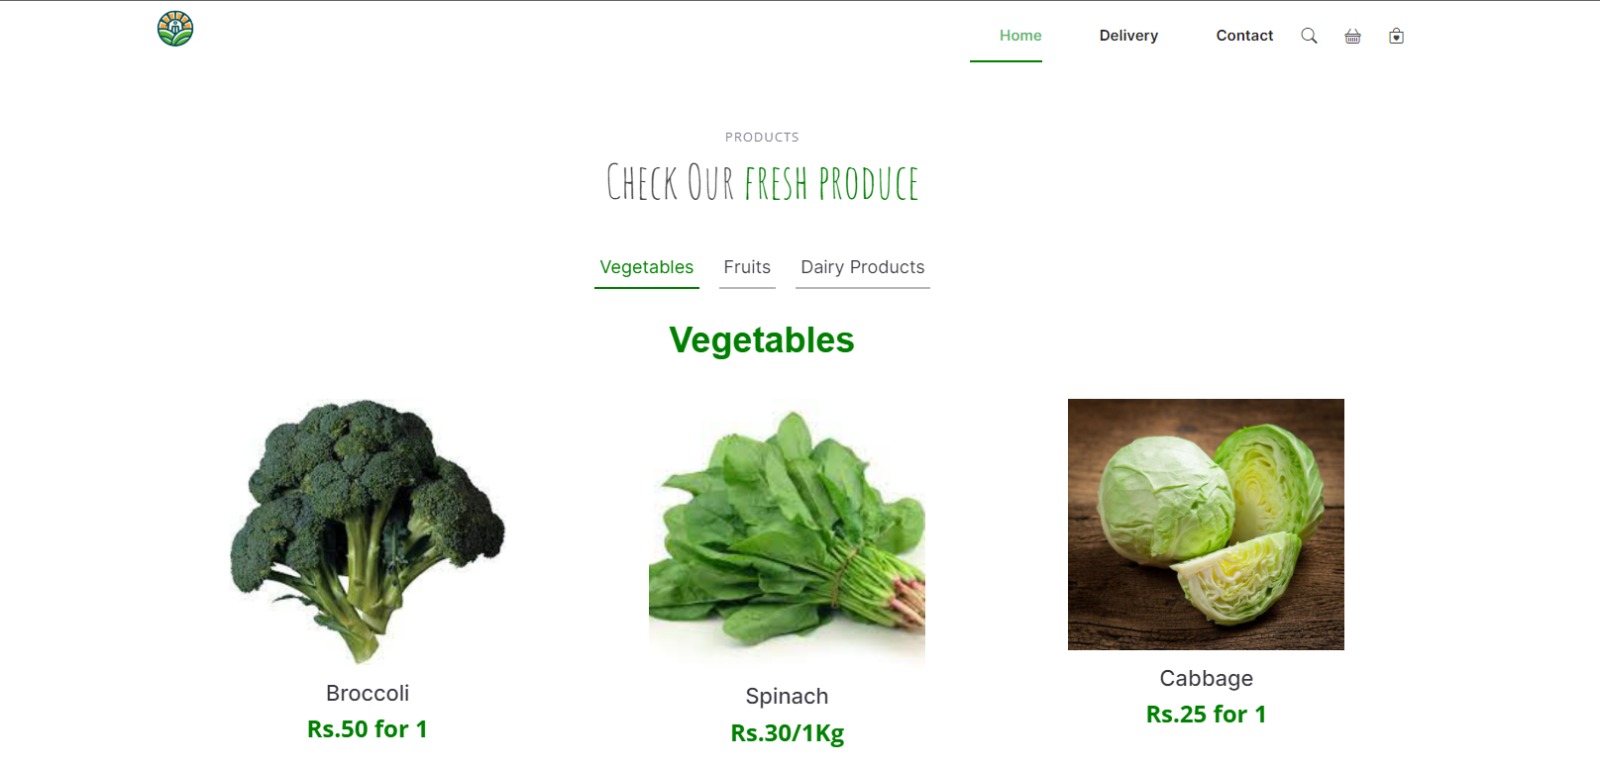 Home Delivery Contact
PRODUCTS
Check Our fresh produce
Vegetables Fruits Dairy Products
Vegetables
Broccoli
Rs.50 for 1
Spinach
Rs.30/1Kg
Cabbage
Rs.25 for 1